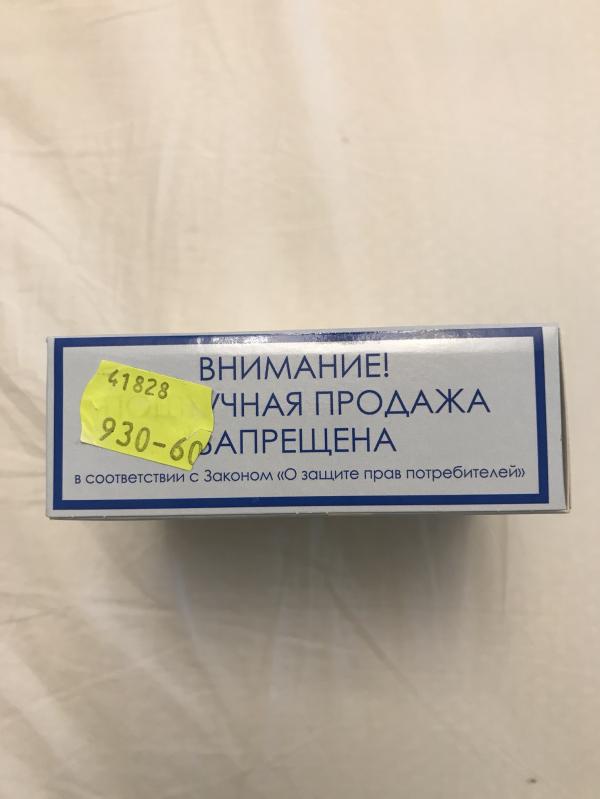 ВНИМАНИЕ!
ПРОДАЖА
ЗАПРЕЩЕНА
в соответствии с Законом «О защите прав потребителей»
41828
930-60